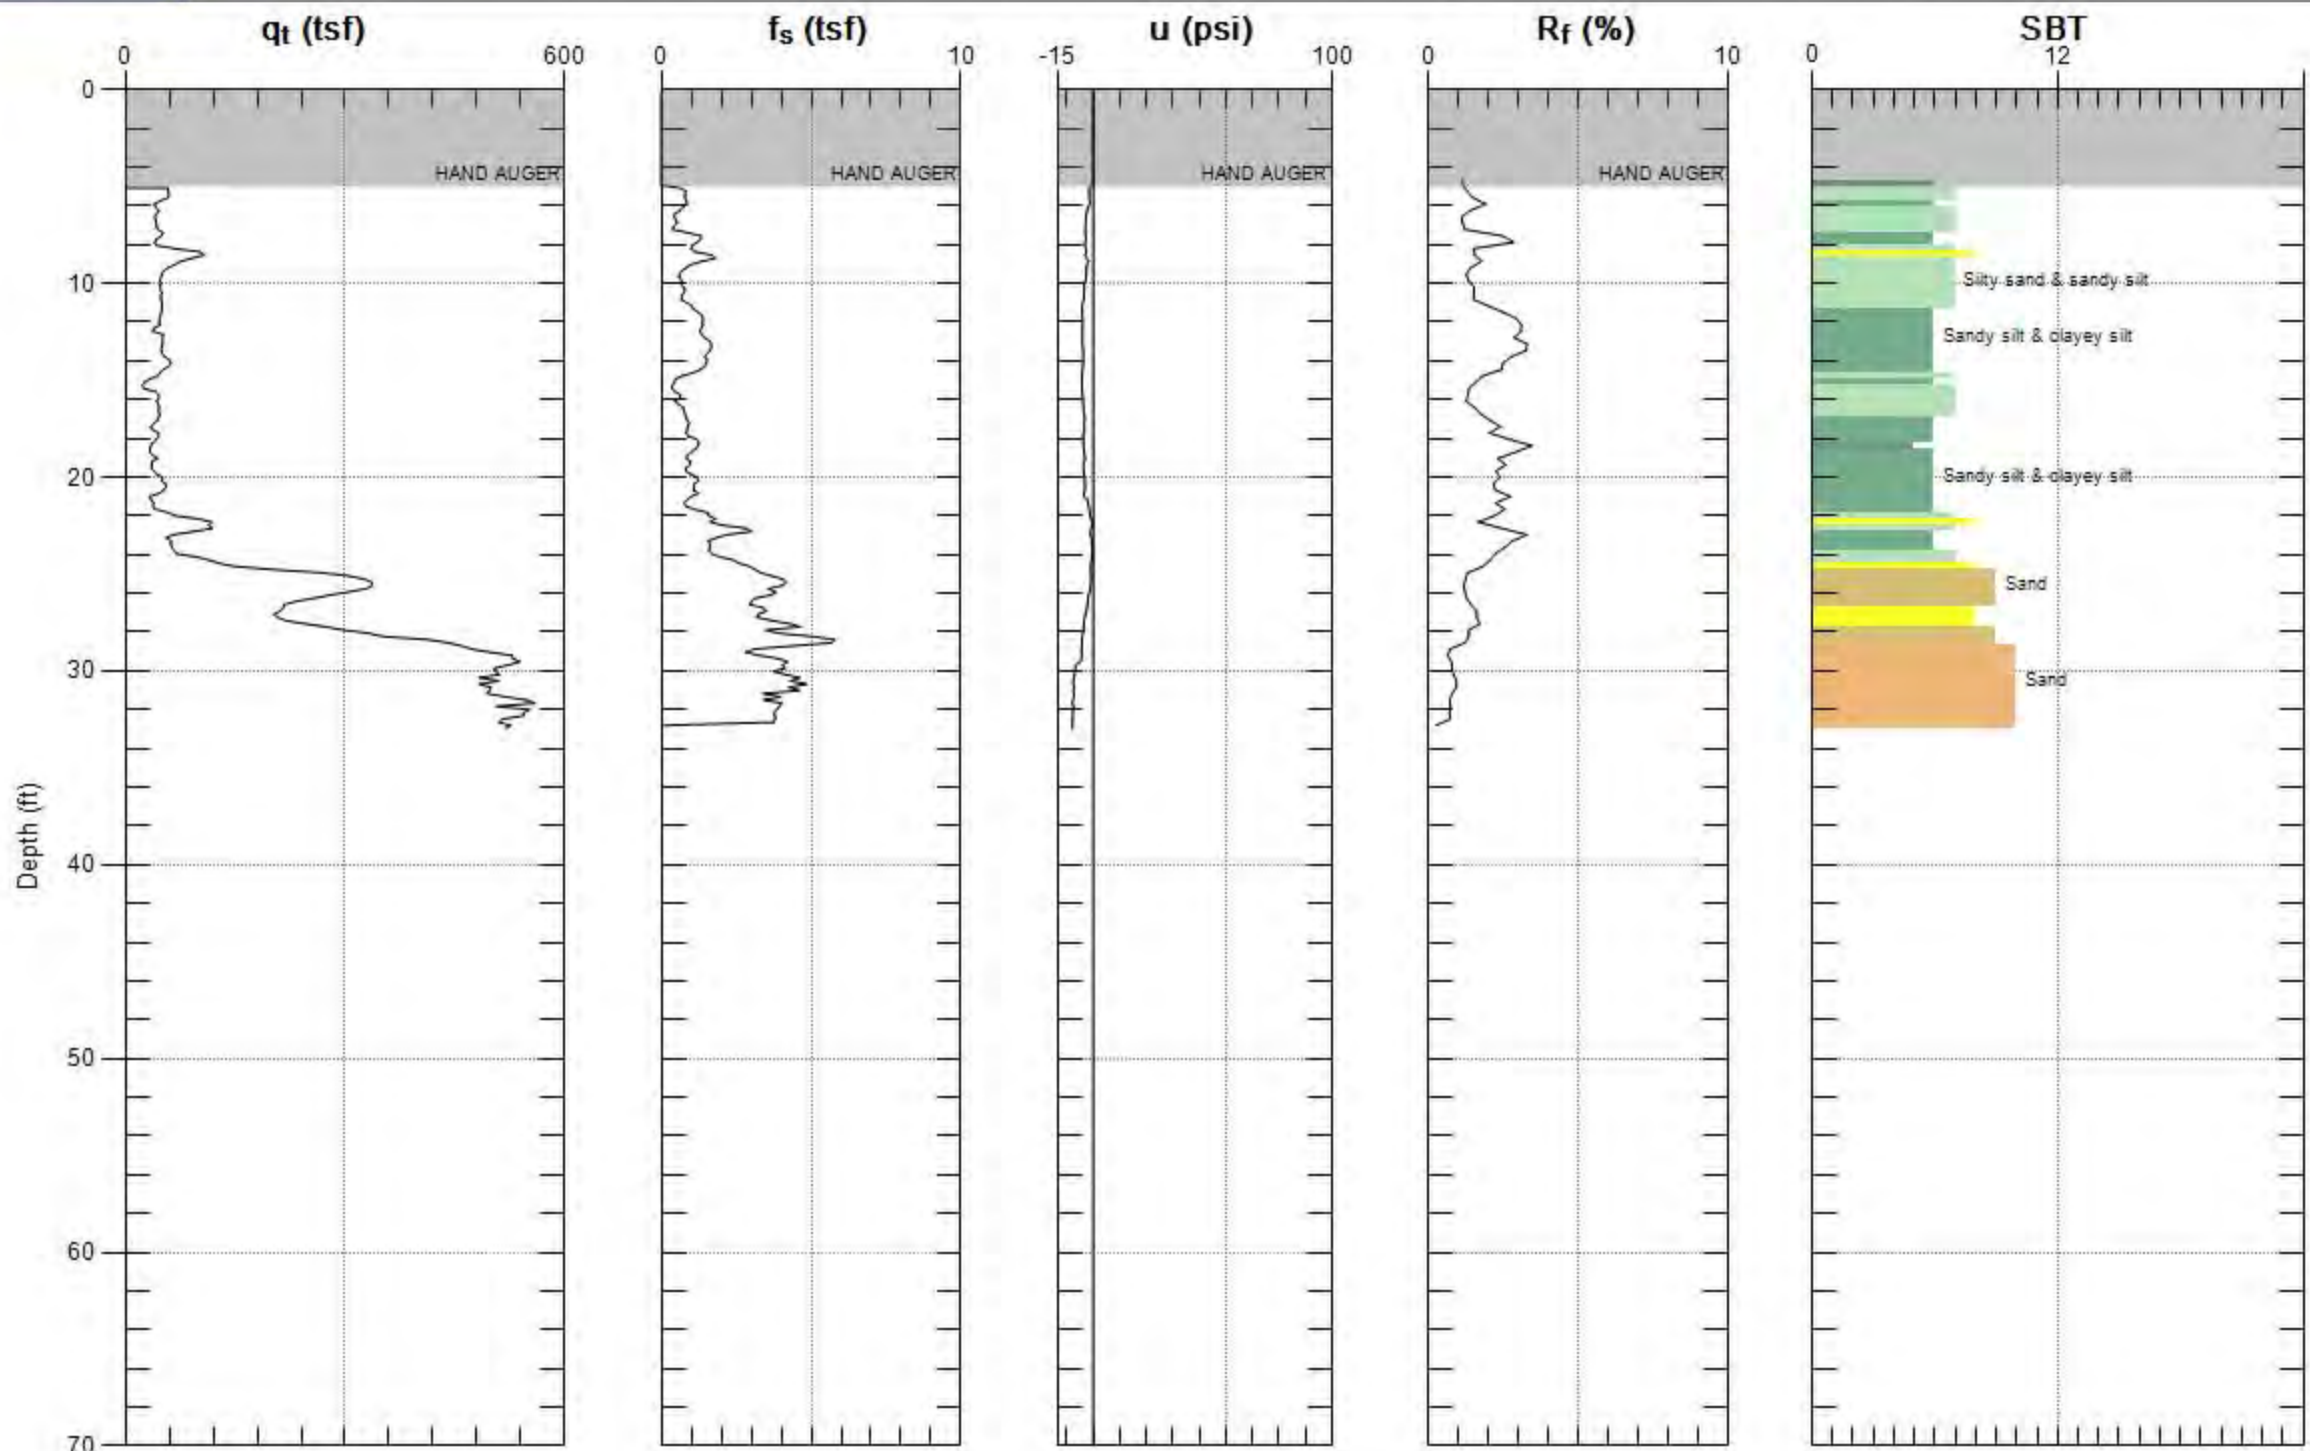 qt (tsf) fs (tsf) u (psi) Rf (%) SBT
0 600 0 10 -15 100 0 10 0 12
0
HAND AUGER HAND AUGER HAND AUGER HAND AUGER
10
Silty sand & sandy silt
Sandy silt & clayey silt
20
Sandy silt & clayey silt
Sand
30
Sand
Depth (ft)
40
50
60
70